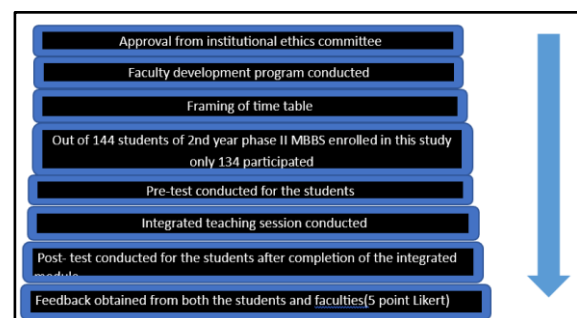 Approval from institutional ethics committee
Faculty development program conducted
Framing of time table
Out of 144 students of 2nd year phase II MBBS enrolled in this study
only 134 participated
Pre-test conducted for the students
Integrated teaching session conducted
Post- test conducted for the students after completion of the integrated
module
Feedback obtained from both the students and faculties(5 point Likert)